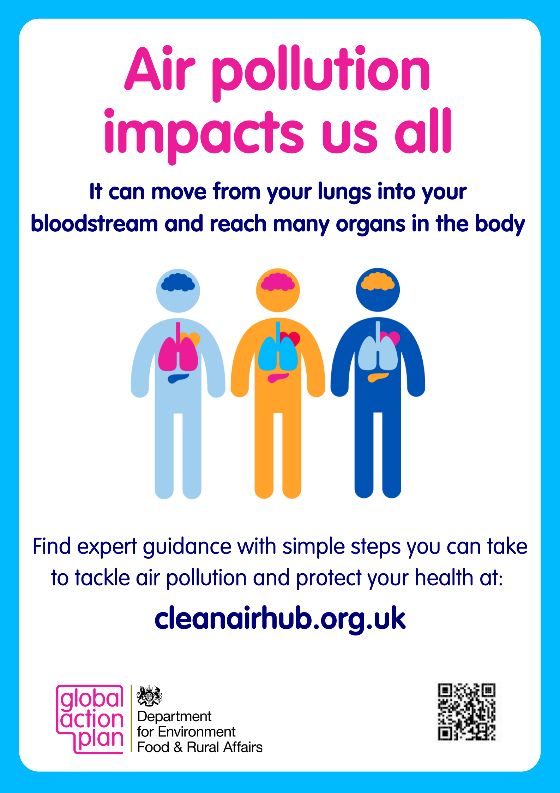 Air pollution
impacts us all
It can move from your lungs into your
bloodstream and reach many organs in the body
Find expert guidance with simple steps you can take
to tackle air pollution and protect your health at:
cleanairhub.org.uk
global
action
plan
Department
for Environment
Food & Rural Affairs